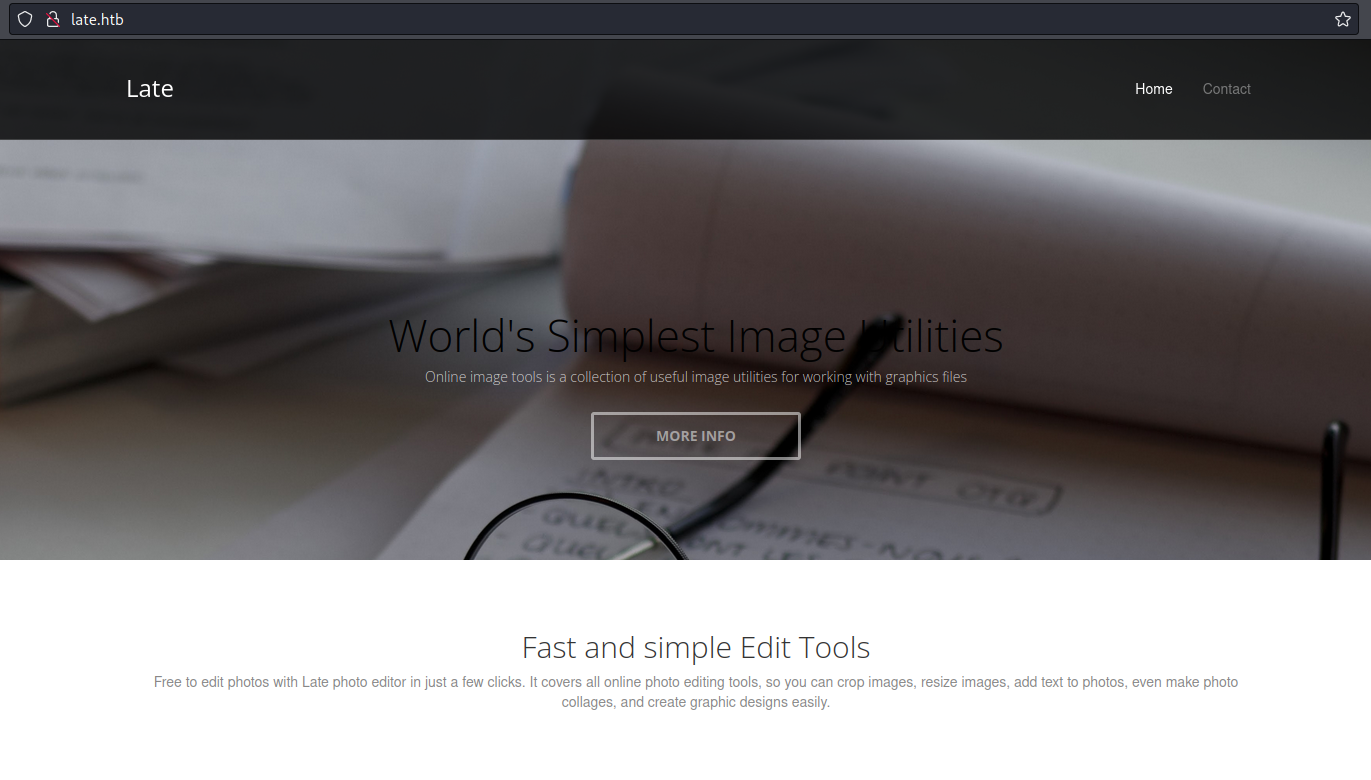 late.htb
Late
Home Contact
World's Simplest Image Utilities
Online image tools is a collection of useful image utilities for working with graphics files
MORE INFO
POINT
INTRO
Fast and simple Edit Tools
Free to edit photos with Late photo editor in just a few clicks. It covers all online photo editing tools, so you can crop images, resize images, add text to photos, even make photo
collages, and create graphic designs easily.